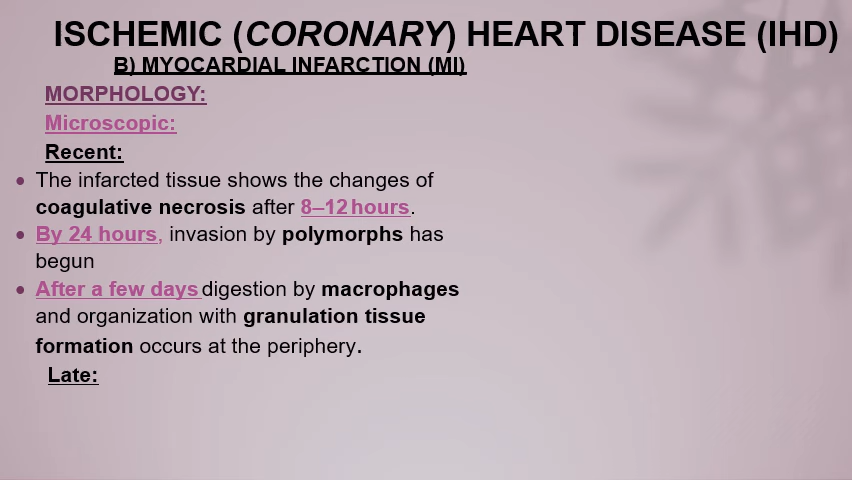 ISCHEMIC (CORONARY) HEART DISEASE (IHD)
B) MYOCARDIAL INFARCTION (MI)
MORPHOLOGY:
Microscopic:
Recent:
• The infarcted tissue shows the changes of
coagulative necrosis after 8–12 hours.
• By 24 hours, invasion by polymorphs has
begun
• After a few days digestion by macrophages
and organization with granulation tissue
formation occurs at the periphery.
Late: